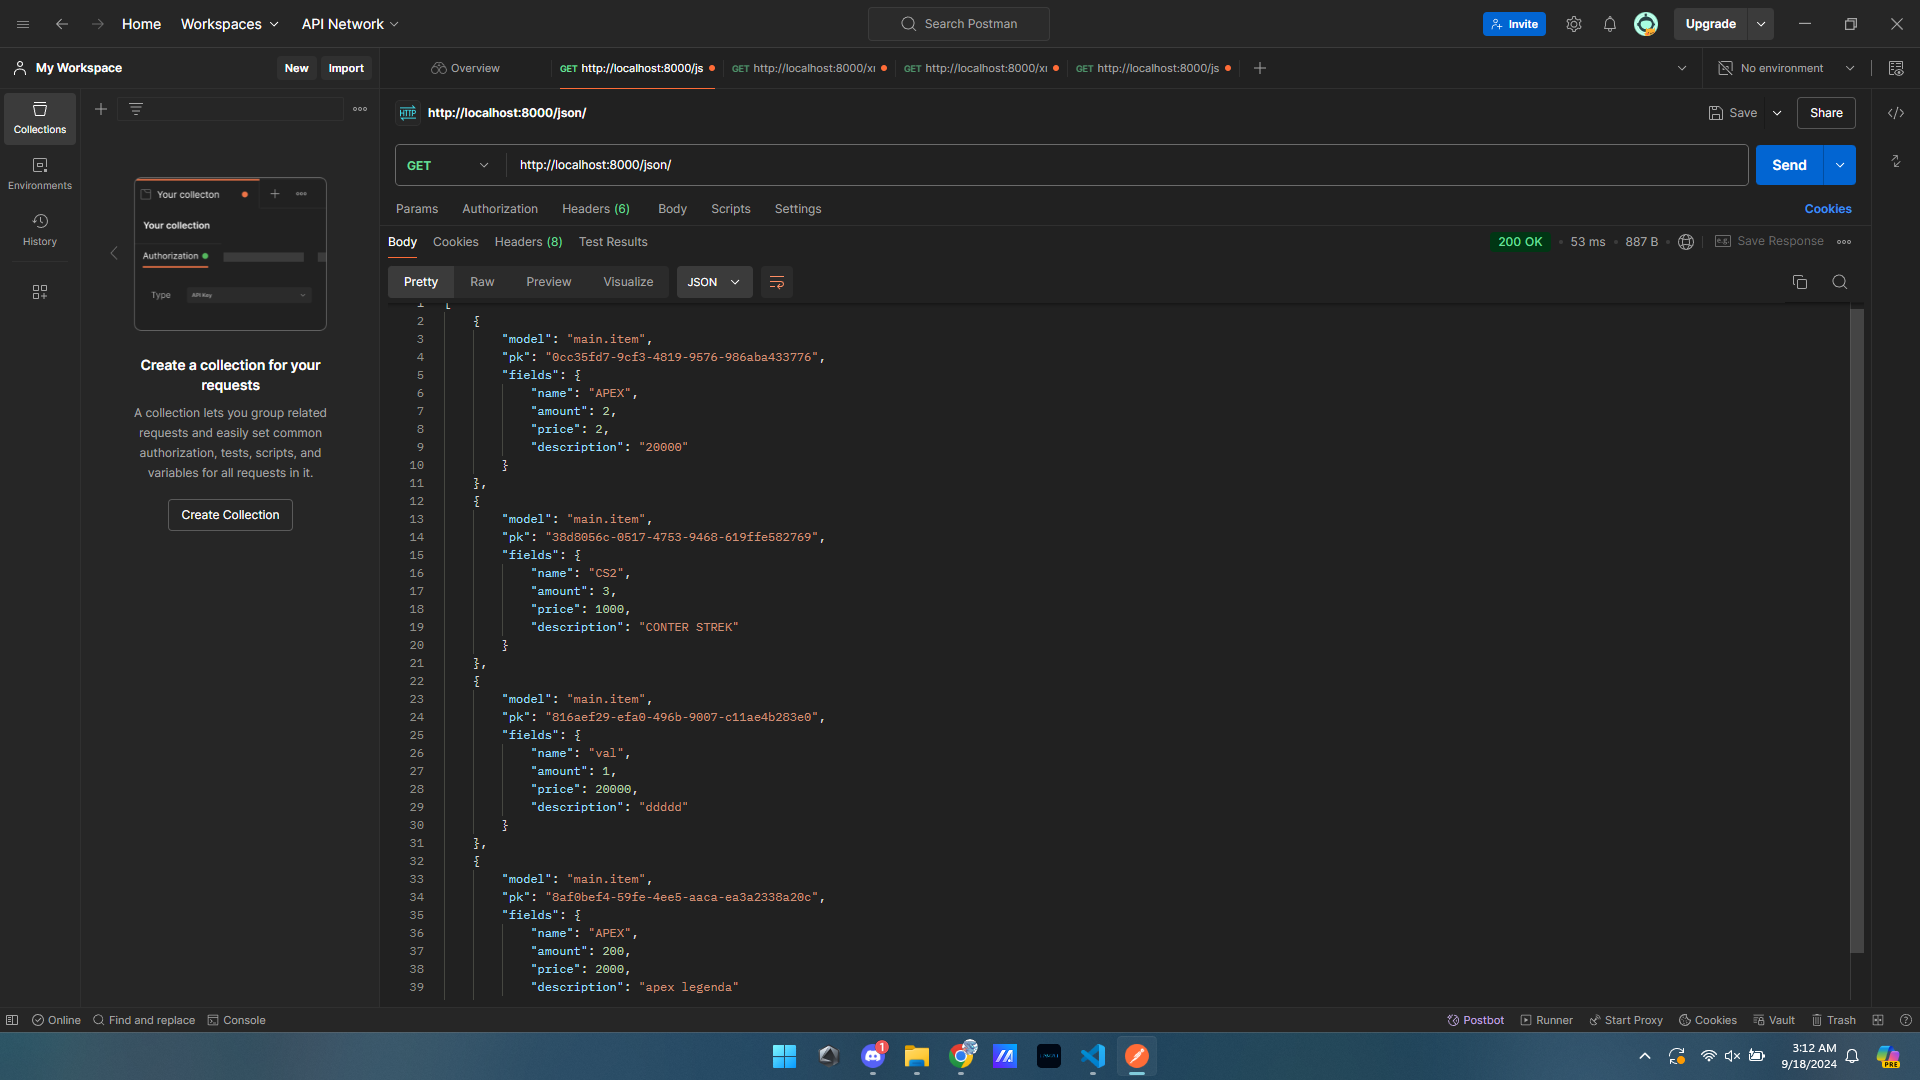 Home
Workspaces
API Network
Search Postman
Invite
Upgrade
My Workspace
New
Import
Overview
GET http://localhost:8000/js
GET http://localhost:8000/x
GET http://localhost:8000/x
GET http://localhost:8000/js
No environment
Collections
Environments
History
Your collecton
Your collection
Authorization
Type
API Key
Create a collection for your
requests
A collection lets you group related
requests and easily set common
authorization, tests, scripts, and
variables for all requests in it.
Create Collection
HTTP
http://localhost:8000/json/
Save
Share
GET
http://localhost:8000/json/
Send
Params
Authorization
Headers (6)
Body
Scripts
Settings
Cookies
Body
Cookies
Headers (8)
Test Results
200 OK
53 ms
887 B
Save Response
Pretty
Raw
Preview
Visualize
JSON
1 [
2 {
3 "model": "main.item",
4 "pk": "0cc35fd7-9cf3-4819-9576-986aba433776",
5 "fields": {
6 "name": "APEX",
7 "amount": 2,
8 "price": 2,
9 "description": "20000"
10 }
11 },
12 {
13 "model": "main.item",
14 "pk": "38d8056c-0517-4753-9468-619ffe582769",
15 "fields": {
16 "name": "CS2",
17 "amount": 3,
18 "price": 1000,
19 "description": "CONTER STREK"
20 }
21 },
22 {
23 "model": "main.item",
24 "pk": "816aef29-efa0-496b-9007-c11ae4b283e0",
25 "fields": {
26 "name": "val",
27 "amount": 1,
28 "price": 20000,
29 "description": "ddddd"
30 }
31 },
32 {
33 "model": "main.item",
34 "pk": "8af0bef4-59fe-4ee5-aaca-ea3a2338a20c",
35 "fields": {
36 "name": "APEX",
37 "amount": 200,
38 "price": 2000,
39 "description": "apex legenda"
Online
Find and replace
Console
Postbot
Runner
Start Proxy
Cookies
Vault
Trash
1
3:12 AM
9/18/2024
PRE